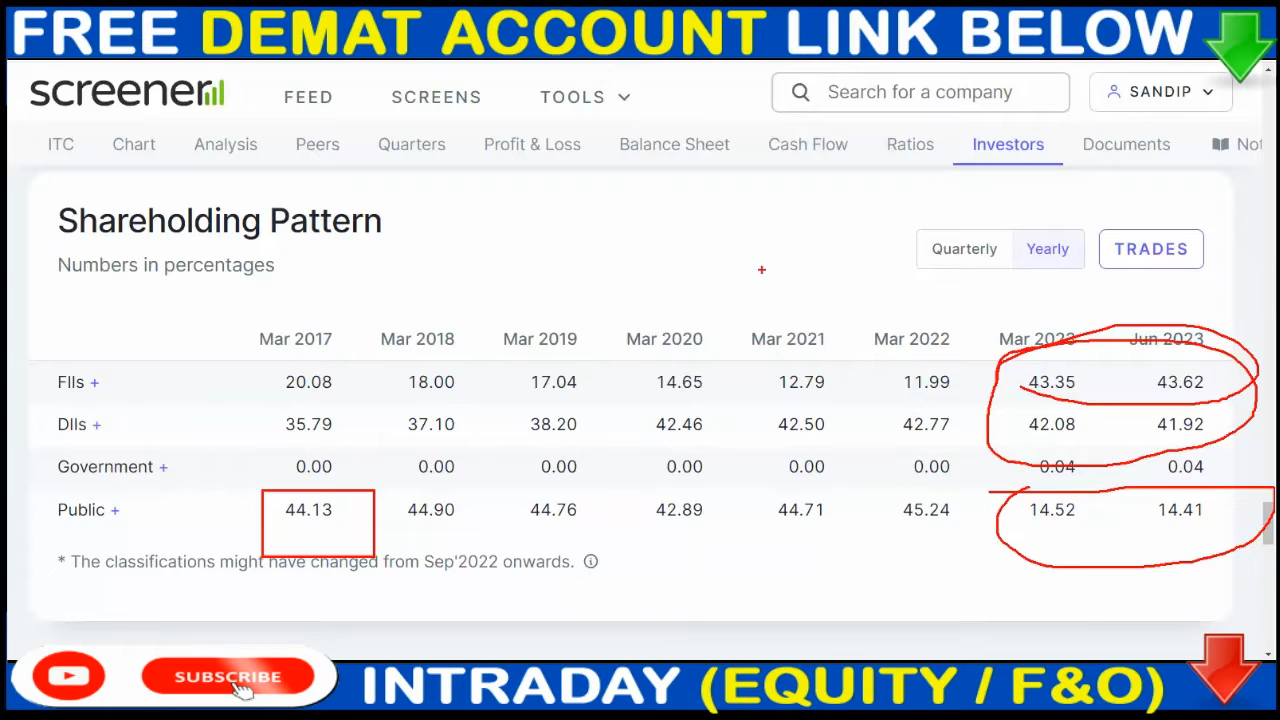 FREE DEMAT ACCOUNT LINK BELOW
screener FEED SCREENS TOOLS Search for a company SANDIP
ITC Chart Analysis Peers Quarters Profit & Loss Balance Sheet Cash Flow Ratios Investors Documents Not
Shareholding Pattern
Numbers in percentages
Quarterly Yearly TRADES
Mar 2017 Mar 2018 Mar 2019 Mar 2020 Mar 2021 Mar 2022 Mar 2023 Jun 2023
FIIs + 20.08 18.00 17.04 14.65 12.79 11.99 43.35 43.62
DIIs + 35.79 37.10 38.20 42.46 42.50 42.77 42.08 41.92
Government + 0.00 0.00 0.00 0.00 0.00 0.00 0.04 0.04
Public + 44.13 44.90 44.76 42.89 44.71 45.24 14.52 14.41
* The classifications might have changed from Sep'2022 onwards.
SUBSCRIBE
INTRADAY (EQUITY / F&O)